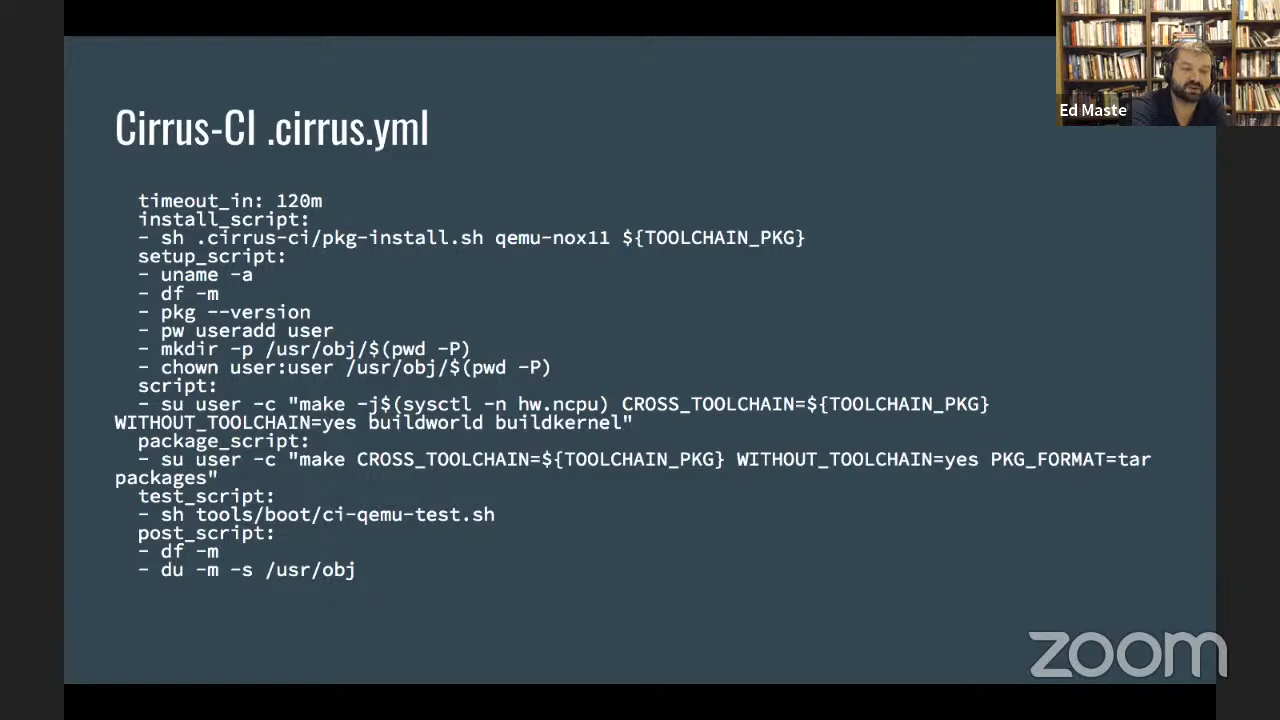 Ed Maste
Cirrus-CI .cirrus.yml
timeout_in: 120m
install_script:
- sh .cirrus-ci/pkg-install.sh qemu-nox11 ${TOOLCHAIN_PKG}
setup_script:
- uname -a
- df -m
- pkg --version
- pw useradd user
- mkdir -p /usr/obj/$(pwd -P)
- chown user:user /usr/obj/$(pwd -P)
script:
- su user -c "make -j$(sysctl -n hw.ncpu) CROSS_TOOLCHAIN=${TOOLCHAIN_PKG}
WITHOUT_TOOLCHAIN=yes buildworld buildkernel"
package_script:
- su user -c "make CROSS_TOOLCHAIN=${TOOLCHAIN_PKG} WITHOUT_TOOLCHAIN=yes PKG_FORMAT=tar
packages"
test_script:
- sh tools/boot/ci-qemu-test.sh
post_script:
- df -m
- du -m -s /usr/obj
zoom